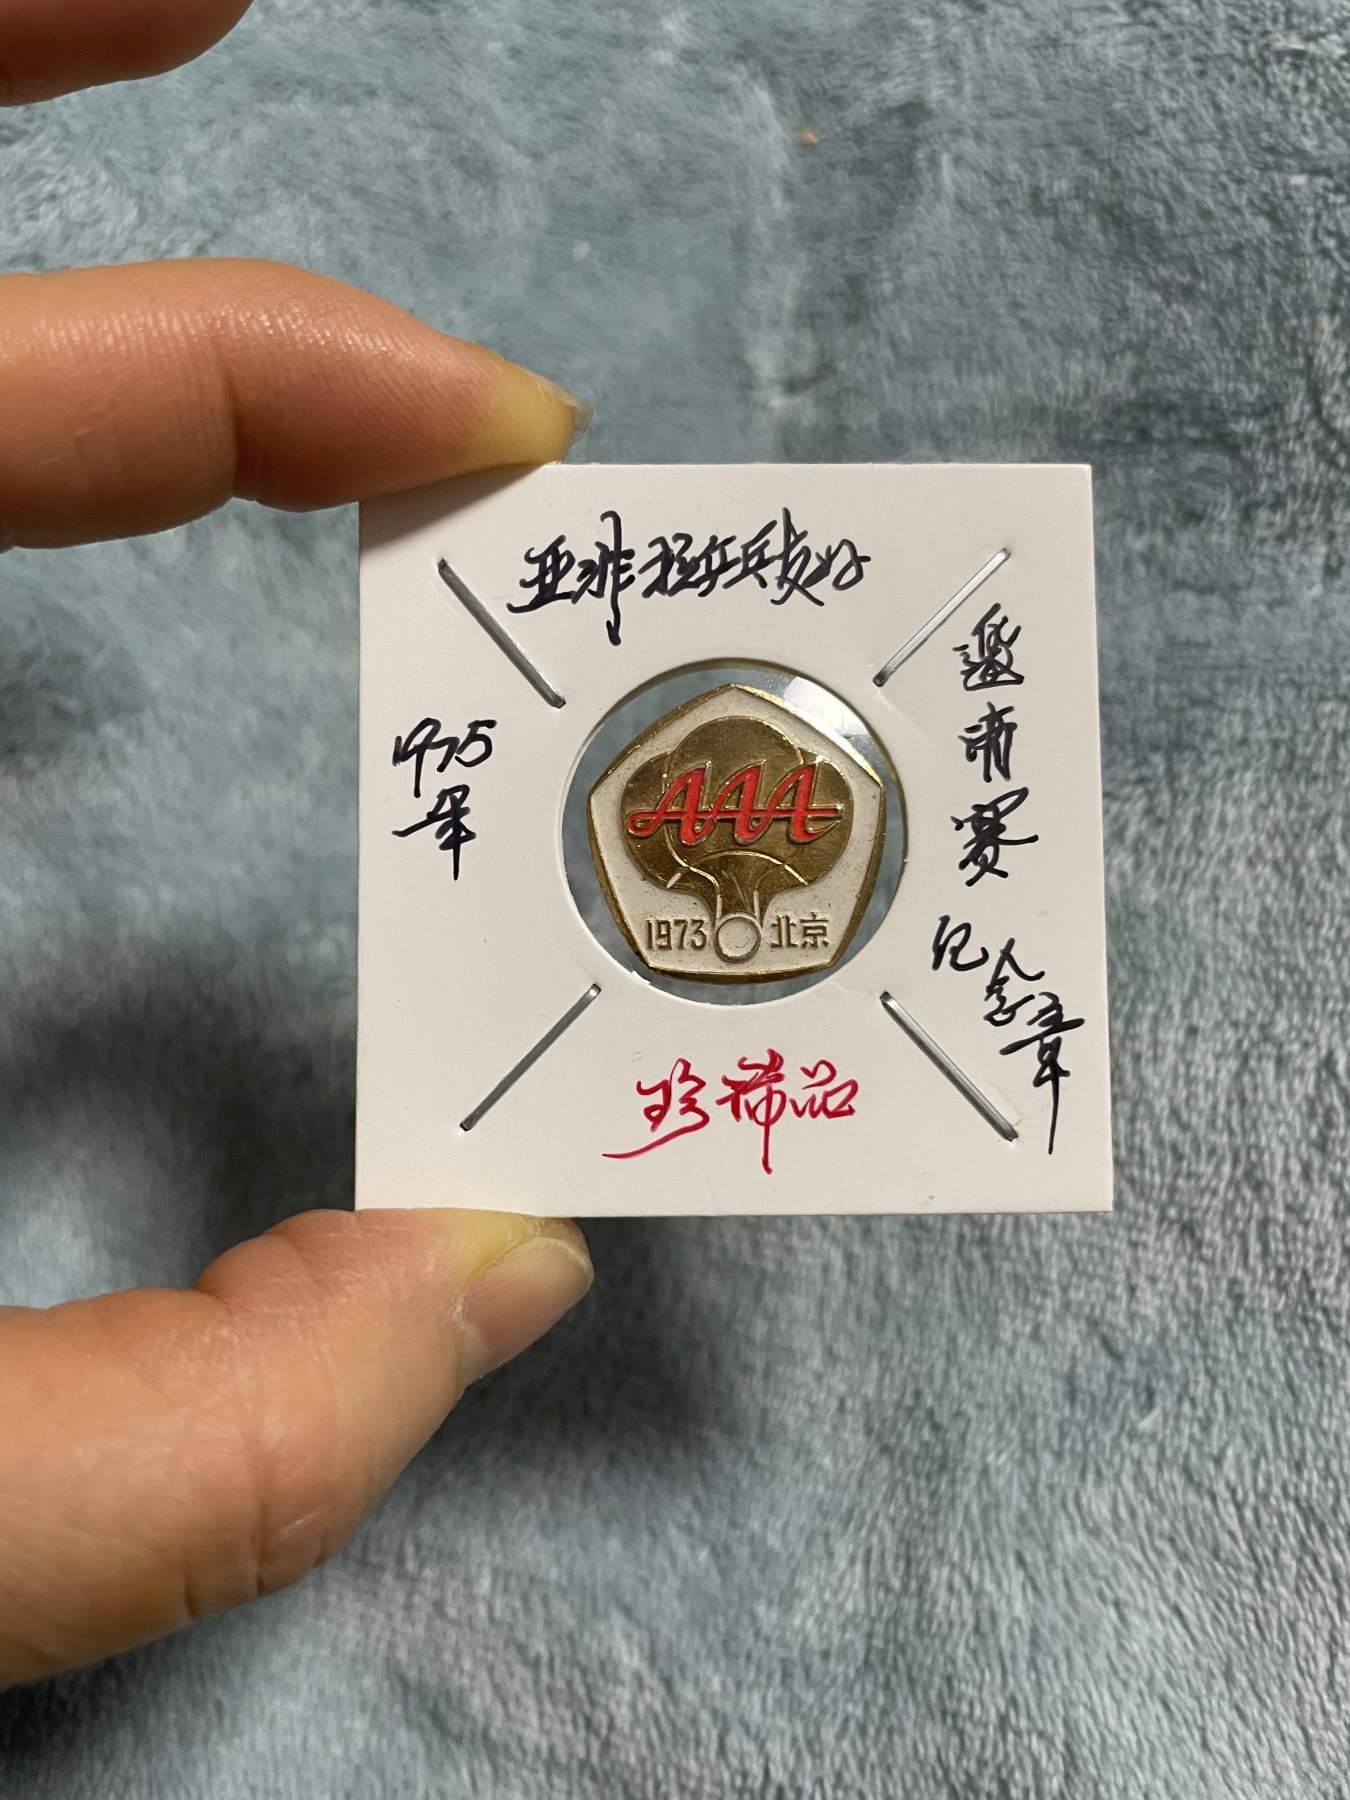 亚非拉乒乓友好
邀请赛
纪念章
1975年
AAA
1973 北京
珍稀品